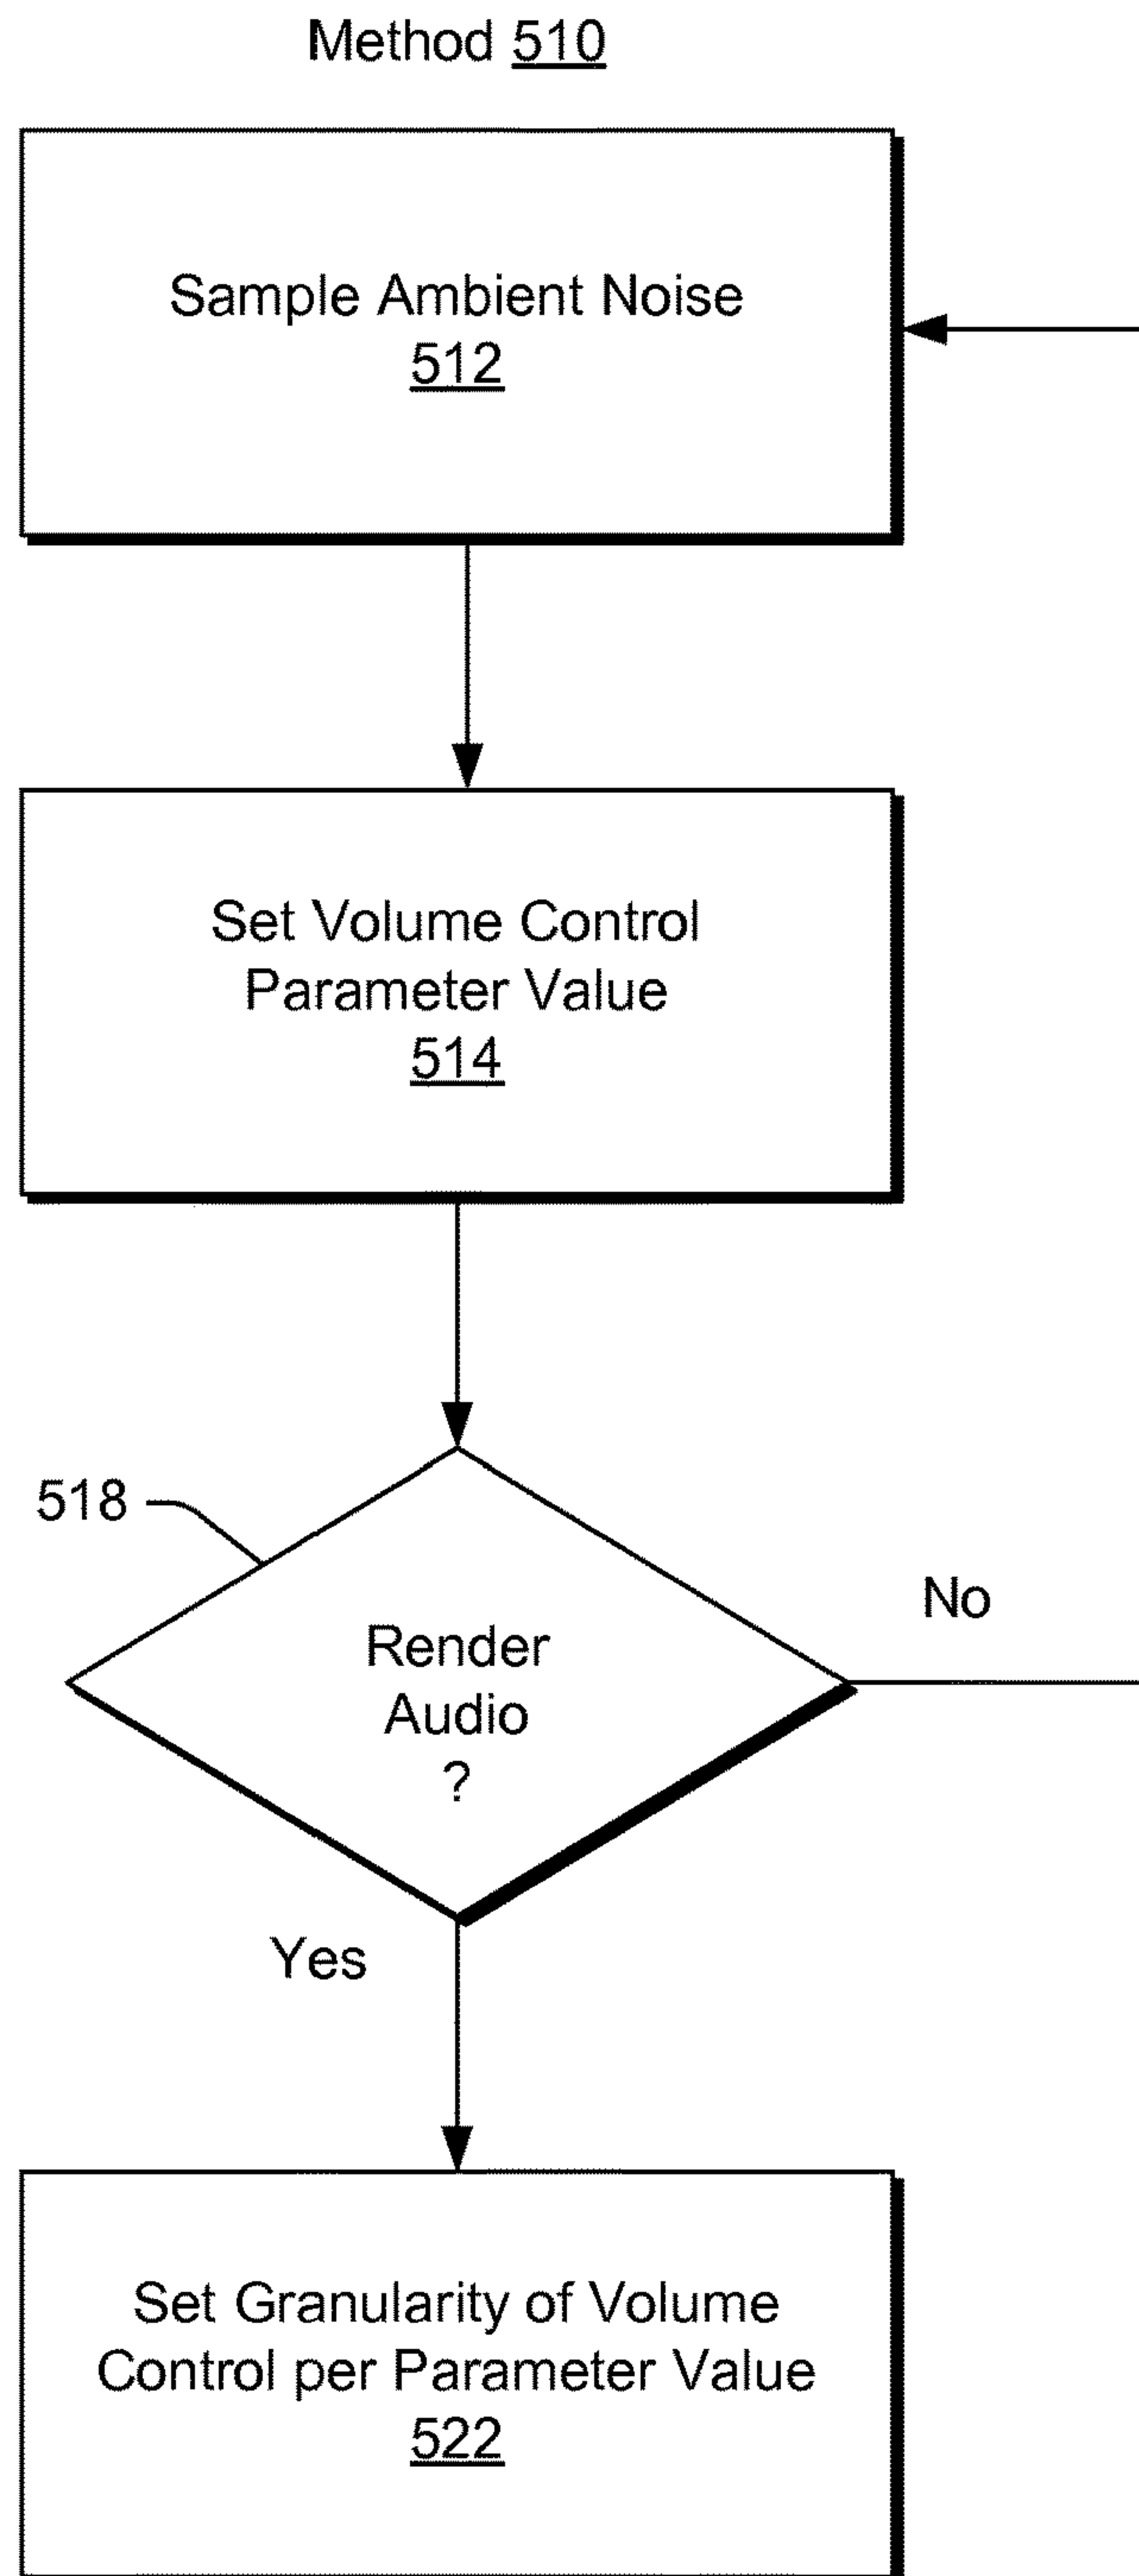 Method 510
Sample Ambient Noise
512
Set Volume Control
Parameter Value
514
518
Render
Audio
?
No
Yes
Set Granularity of Volume
Control per Parameter Value
522